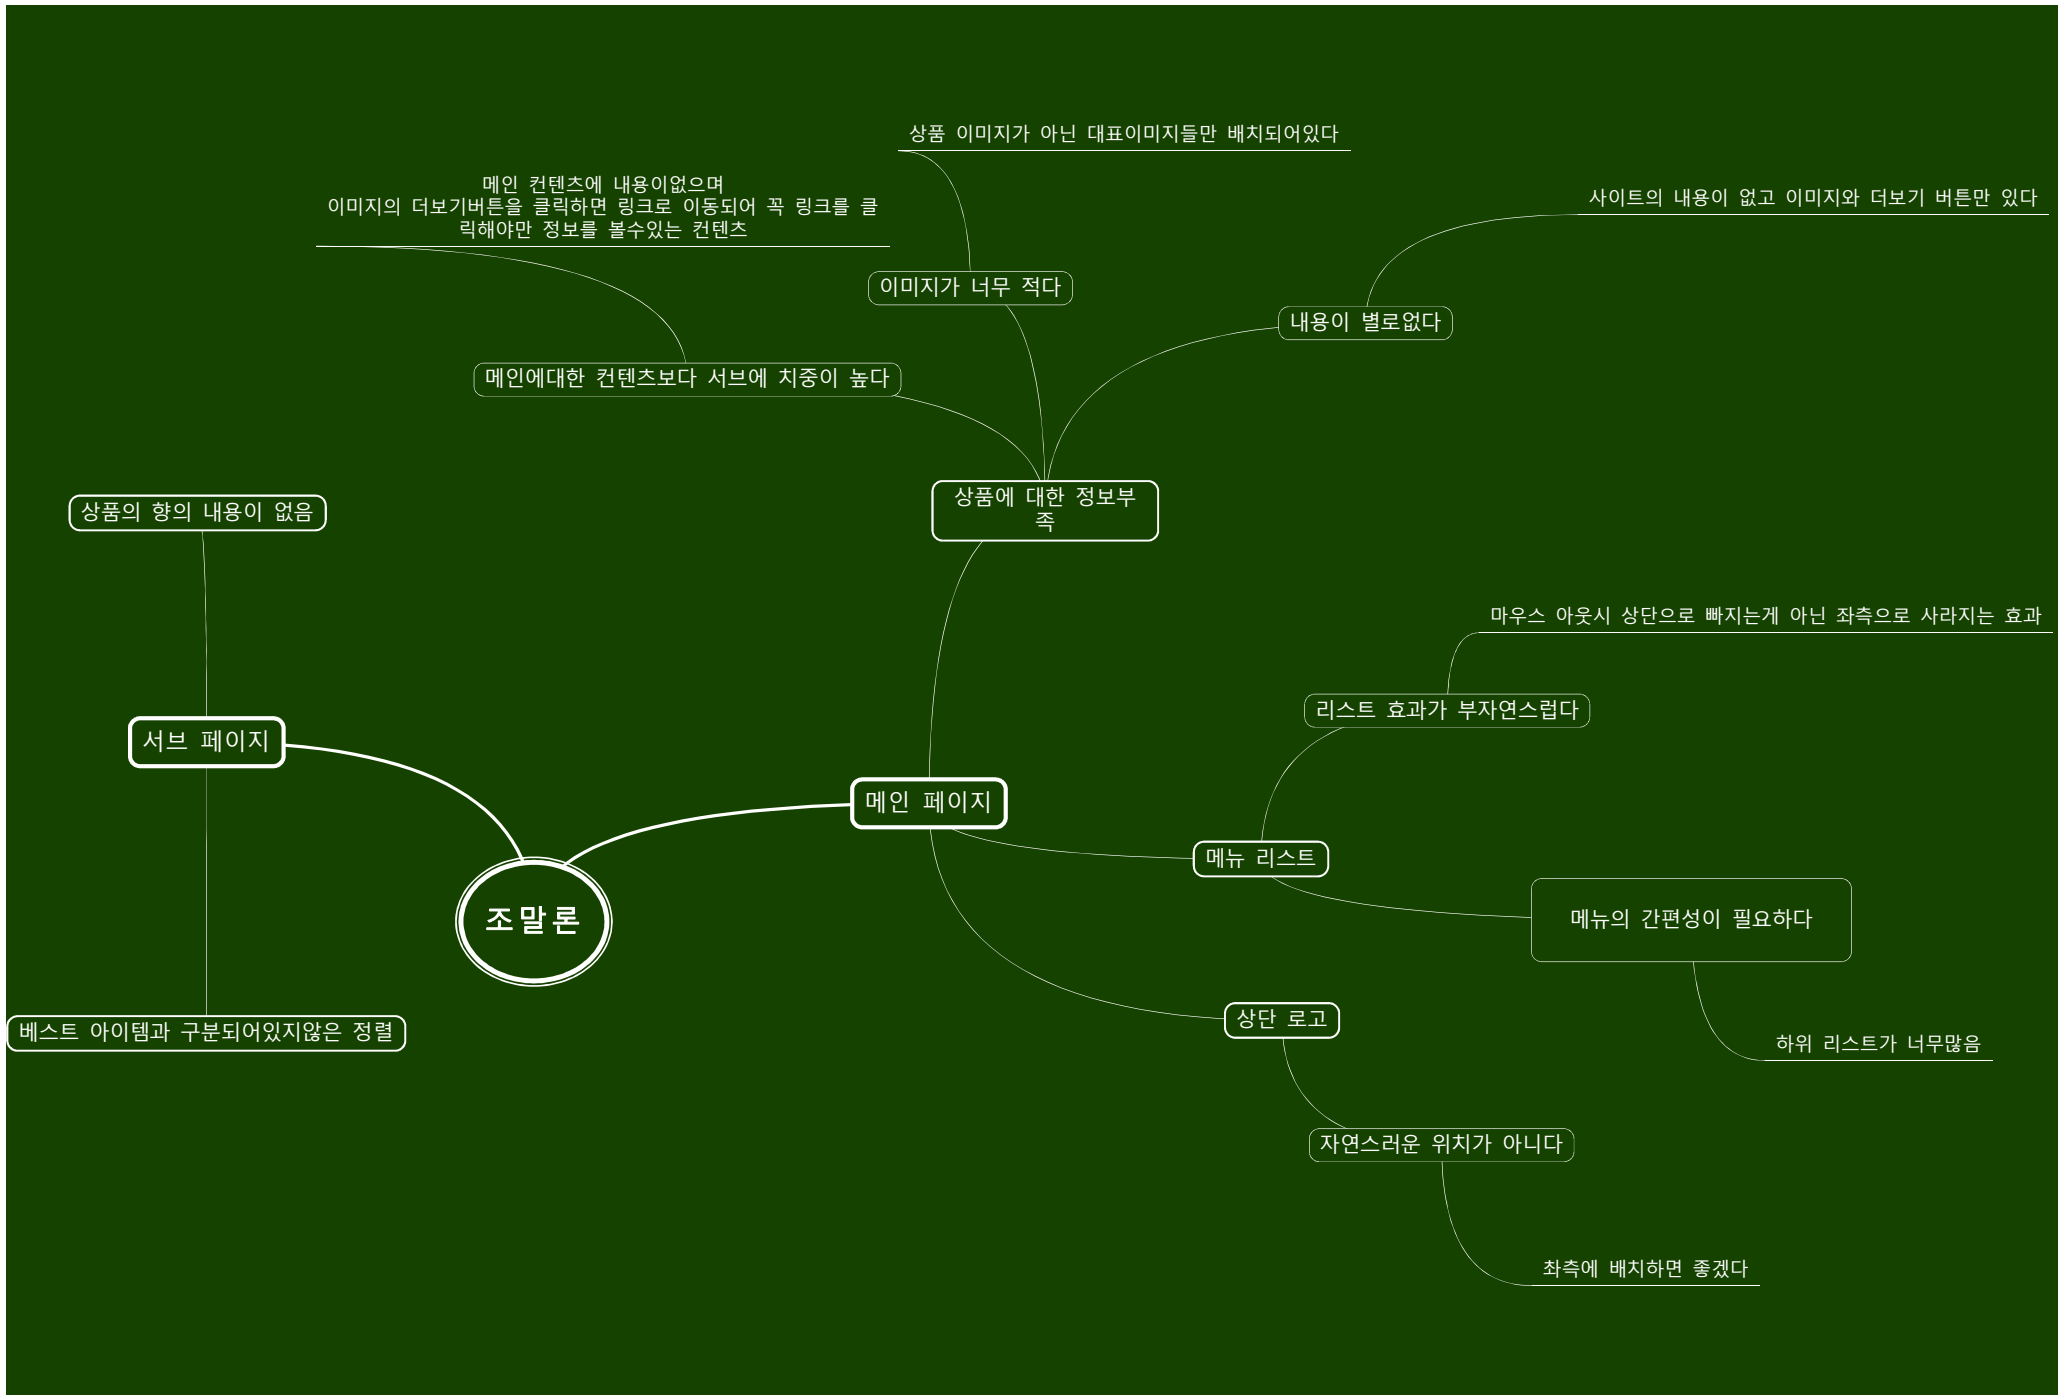 상품 이미지가 아닌 대표이미지들만 배치되어있다
메인 컨텐츠에 내용이없으며
이미지의 더보기버튼을 클릭하면 링크로 이동되어 꼭 링크를 클
릭해야만 정보를 볼수있는 컨텐츠
사이트의 내용이 없고 이미지와 더보기 버튼만 있다
이미지가 너무 적다
내용이 별로없다
메인에대한 컨텐츠보다 서브에 치중이 높다
상품에 대한 정보부
족
상품의 향의 내용이 없음
마우스 아웃시 상단으로 빠지는게 아닌 좌측으로 사라지는 효과
리스트 효과가 부자연스럽다
서브 페이지
메인 페이지
메뉴 리스트
조말론
메뉴의 간편성이 필요하다
상단 로고
베스트 아이템과 구분되어있지않은 정렬
하위 리스트가 너무많음
자연스러운 위치가 아니다
촤측에 배치하면 좋겠다